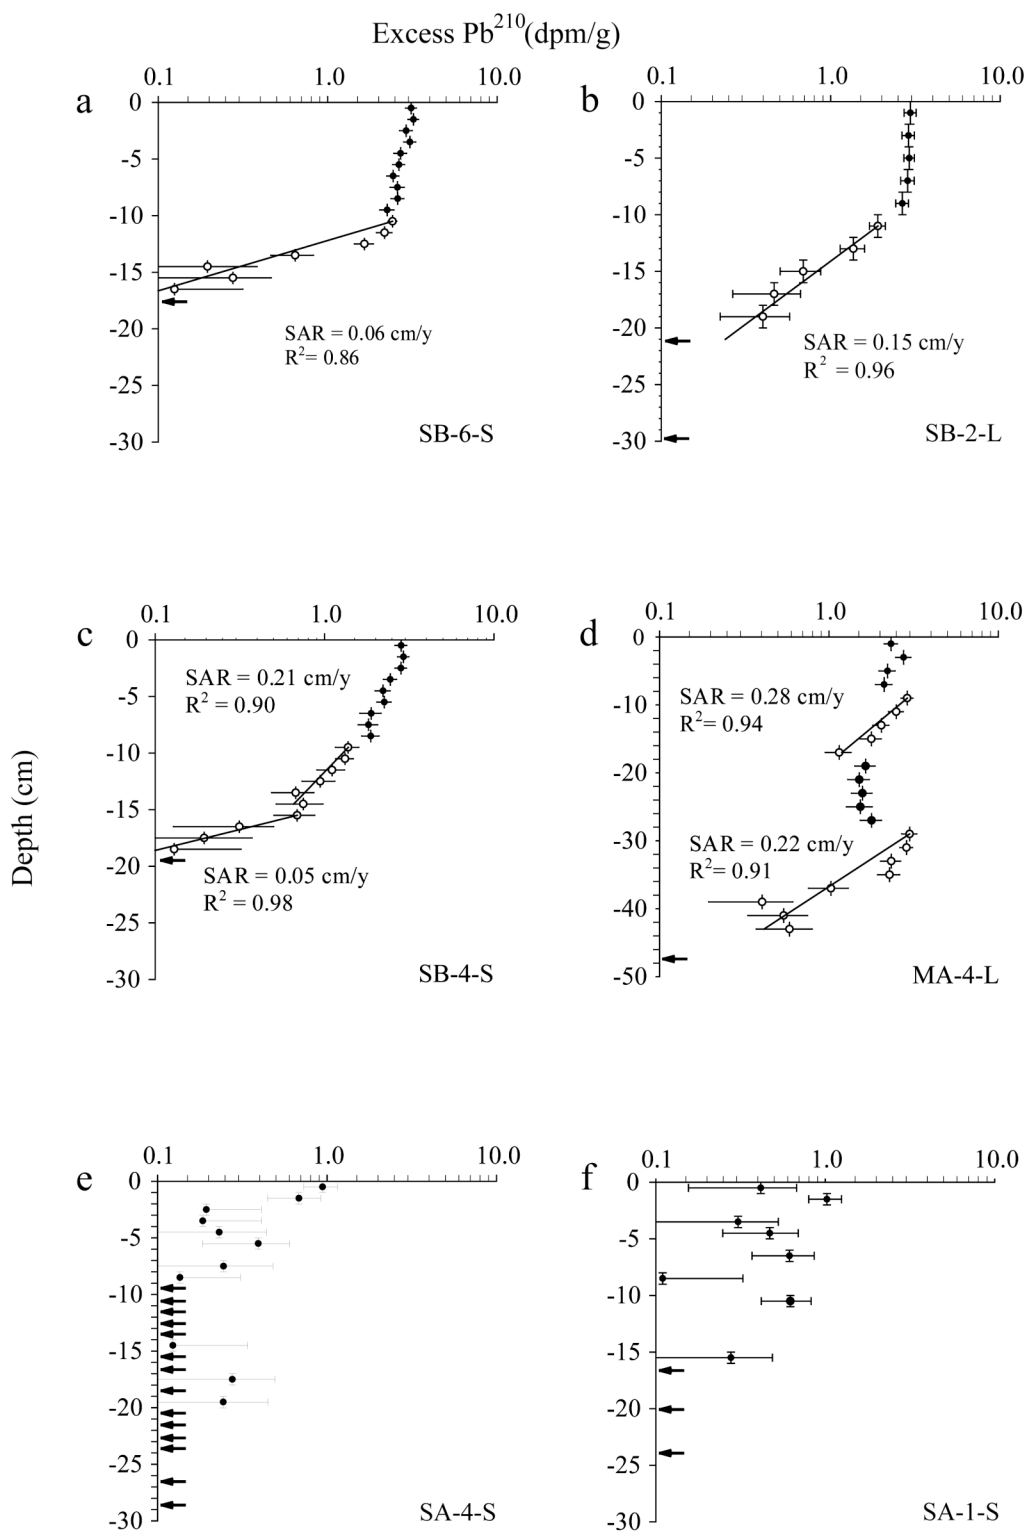 Excess Pb²¹⁰(dpm/g)
0.1 1.0 10.0
a
0
-5
-10
-15
-20
-25
-30
SAR = 0.06 cm/y
R²= 0.86
SB-6-S
0.1 1.0 10.0
b
0
-5
-10
-15
-20
-25
-30
SAR = 0.15 cm/y
R² = 0.96
SB-2-L
Depth (cm)
0.1 1.0 10.0
c
0
-5
-10
-15
-20
-25
-30
SAR = 0.21 cm/y
R² = 0.90
SAR = 0.05 cm/y
R² = 0.98
SB-4-S
0.1 1.0 10.0
d
0
-10
-20
-30
-40
-50
SAR = 0.28 cm/y
R²= 0.94
SAR = 0.22 cm/y
R²= 0.91
MA-4-L
0.1 1.0 10.0
e
0
-5
-10
-15
-20
-25
-30
SA-4-S
0.1 1.0 10.0
f
0
-5
-10
-15
-20
-25
-30
SA-1-S